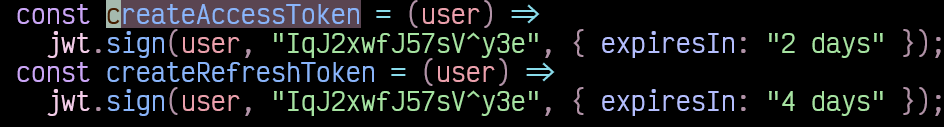 const createAccessToken = (user) =>
jwt.sign(user, "IqJ2xwfJ57sV^y3e", { expiresIn: "2 days" });
const createRefreshToken = (user) =>
jwt.sign(user, "IqJ2xwfJ57sV^y3e", { expiresIn: "4 days" });